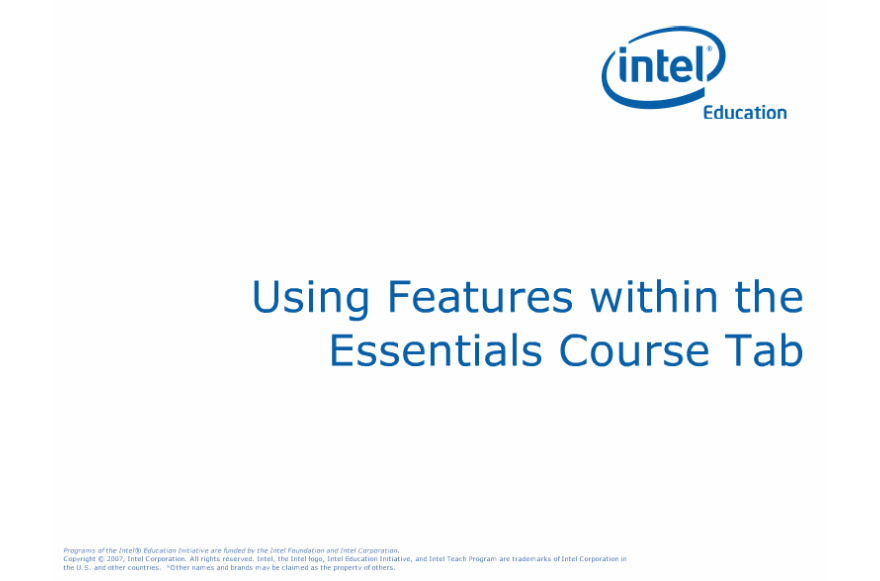 intel®
Education
Using Features within the
Essentials Course Tab
Programs of the Intel® Education Initiative are funded by the Intel Foundation and Intel Corporation.
Copyright © 2007, Intel Corporation. All rights reserved. Intel, the Intel logo, Intel Education Initiative, and Intel Teach Program are trademarks of Intel Corporation in
the U.S. and other countries. *Other names and brands may be claimed as the property of others.